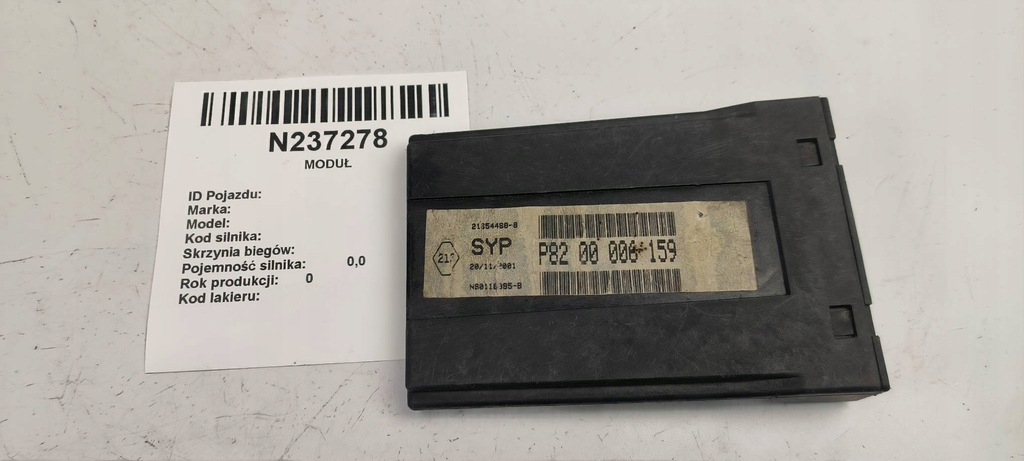 N237278
MODUŁ
ID Pojazdu:
Marka:
Model:
Kod silnika:
Skrzynia biegów:
Pojemność silnika: 0,0
Rok produkcji: 0
Kod lakieru:
SYP
P82 00 006 159